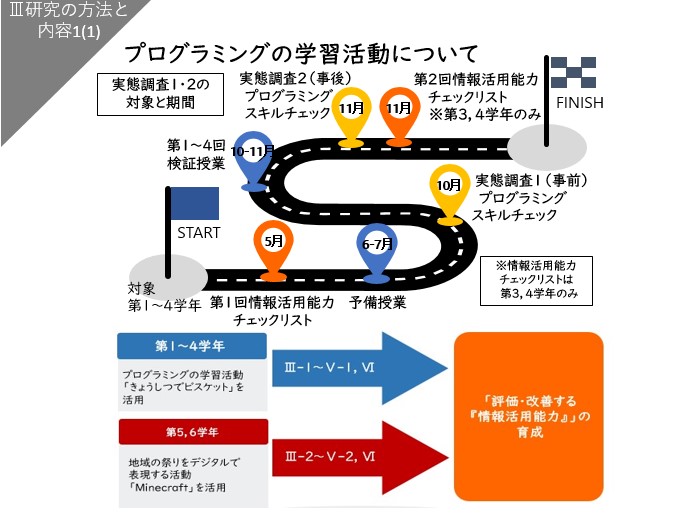 Ⅲ研究の方法と
内容1(1)
プログラミングの学習活動について
実態調査1・2の
対象と期間
実態調査2(事後)
プログラミング
スキルチェック
11月
11月
第2回情報活用能力
チェックリスト
※第3,4学年のみ
FINISH
第1~4回
検証授業
10-11月
10月
実態調査1(事前)
プログラミング
スキルチェック
START
5月
6-7月
※情報活用能力
チェックリストは
第3,4学年のみ
対象
第1~4学年
第1回情報活用能力
チェックリスト
予備授業
第1~4学年
プログラミングの学習活動
「きょうしつでビスケット」を
活用
Ⅲ-1~Ⅴ-1, Ⅵ
「評価・改善する
『情報活用能力』」の
育成
第5,6学年
地域の祭りをデジタルで
表現する活動
「Minecraft」を活用
Ⅲ-2~Ⅴ-2, Ⅵ